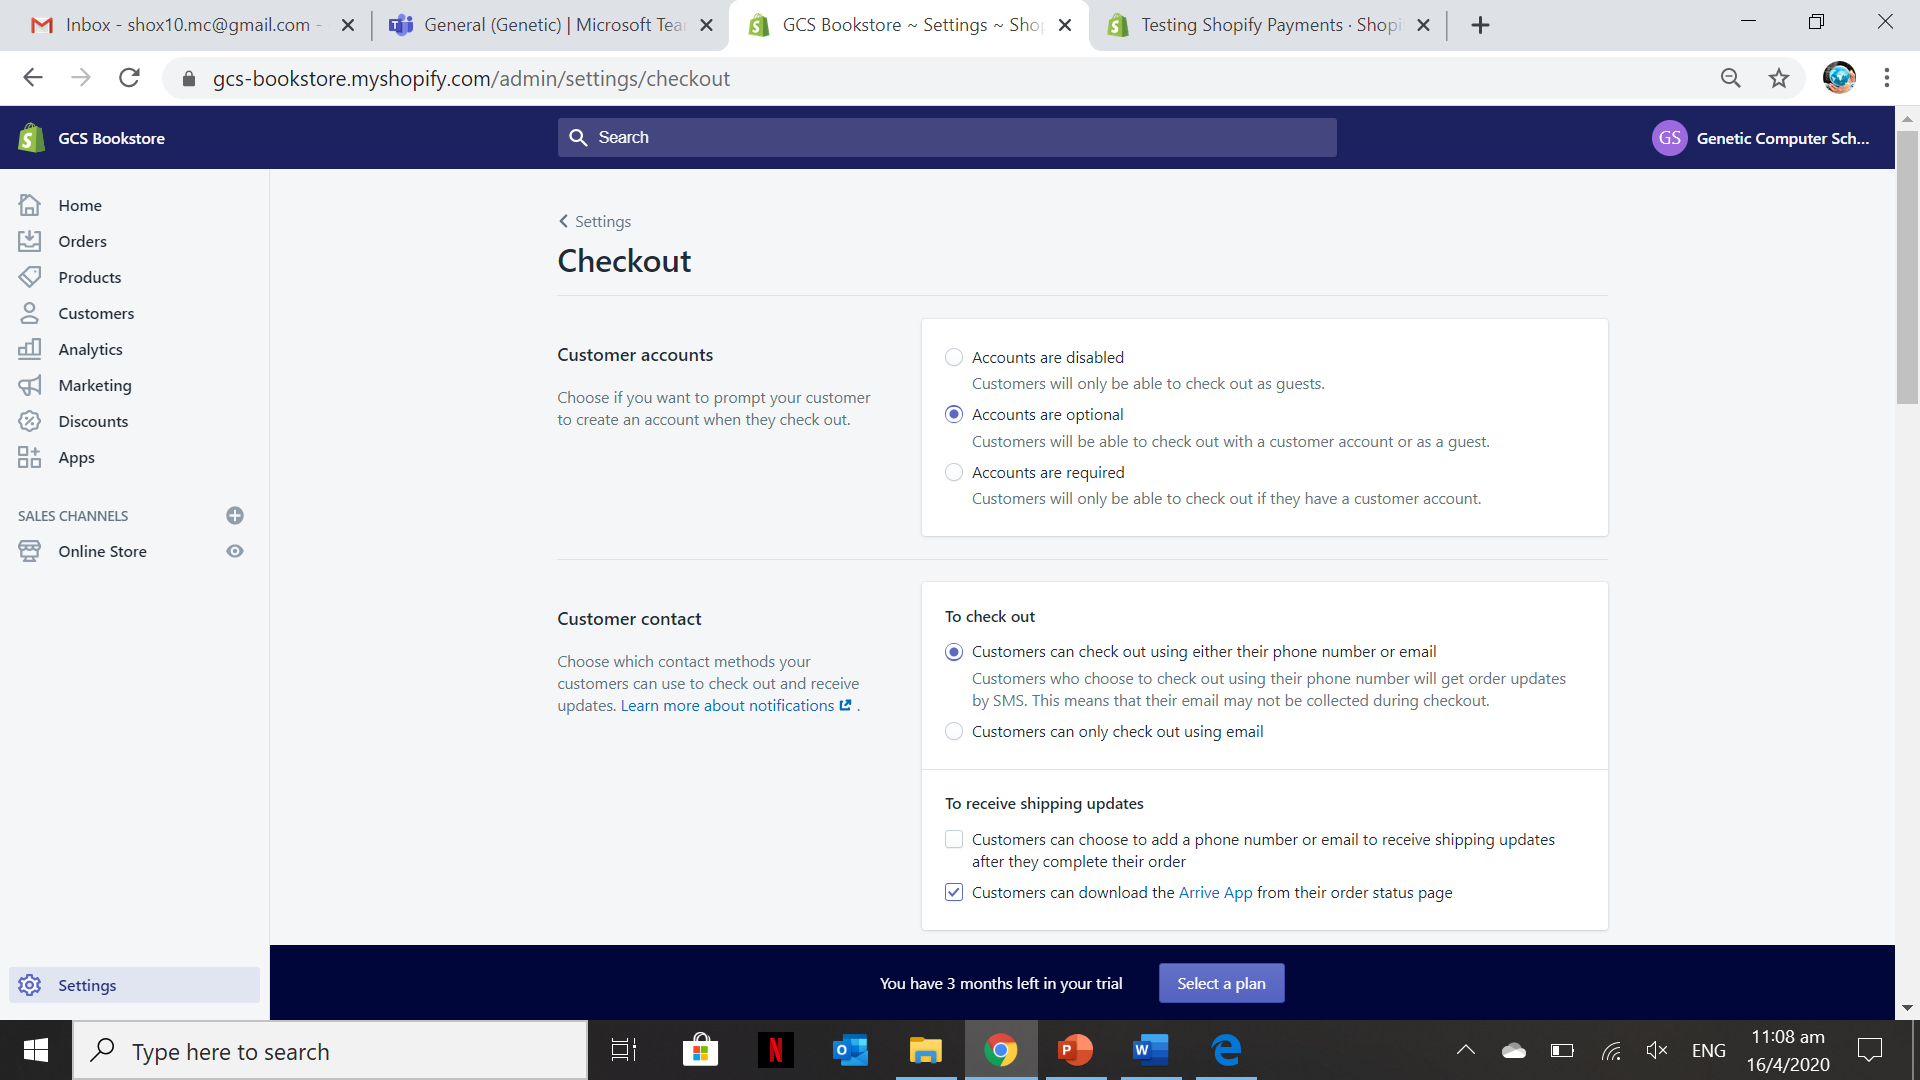 Inbox - shox10.mc@gmail.com -
General (Genetic) | Microsoft Tea
GCS Bookstore ~ Settings ~ Shop
Testing Shopify Payments · Shopi
gcs-bookstore.myshopify.com/admin/settings/checkout
GCS Bookstore
Search
GS
Genetic Computer Sch...
Home
Orders
Products
Customers
Analytics
Marketing
Discounts
Apps
SALES CHANNELS
Online Store
Settings
Settings
Checkout
Customer accounts
Choose if you want to prompt your customer
to create an account when they check out.
Accounts are disabled
Customers will only be able to check out as guests.
Accounts are optional
Customers will be able to check out with a customer account or as a guest.
Accounts are required
Customers will only be able to check out if they have a customer account.
Customer contact
Choose which contact methods your
customers can use to check out and receive
updates. Learn more about notifications .
To check out
Customers can check out using either their phone number or email
Customers who choose to check out using their phone number will get order updates
by SMS. This means that their email may not be collected during checkout.
Customers can only check out using email
To receive shipping updates
Customers can choose to add a phone number or email to receive shipping updates
after they complete their order
Customers can download the Arrive App from their order status page
You have 3 months left in your trial
Select a plan
Type here to search
ENG
11:08 am
16/4/2020